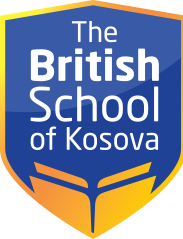 The
British
School
of Kosova